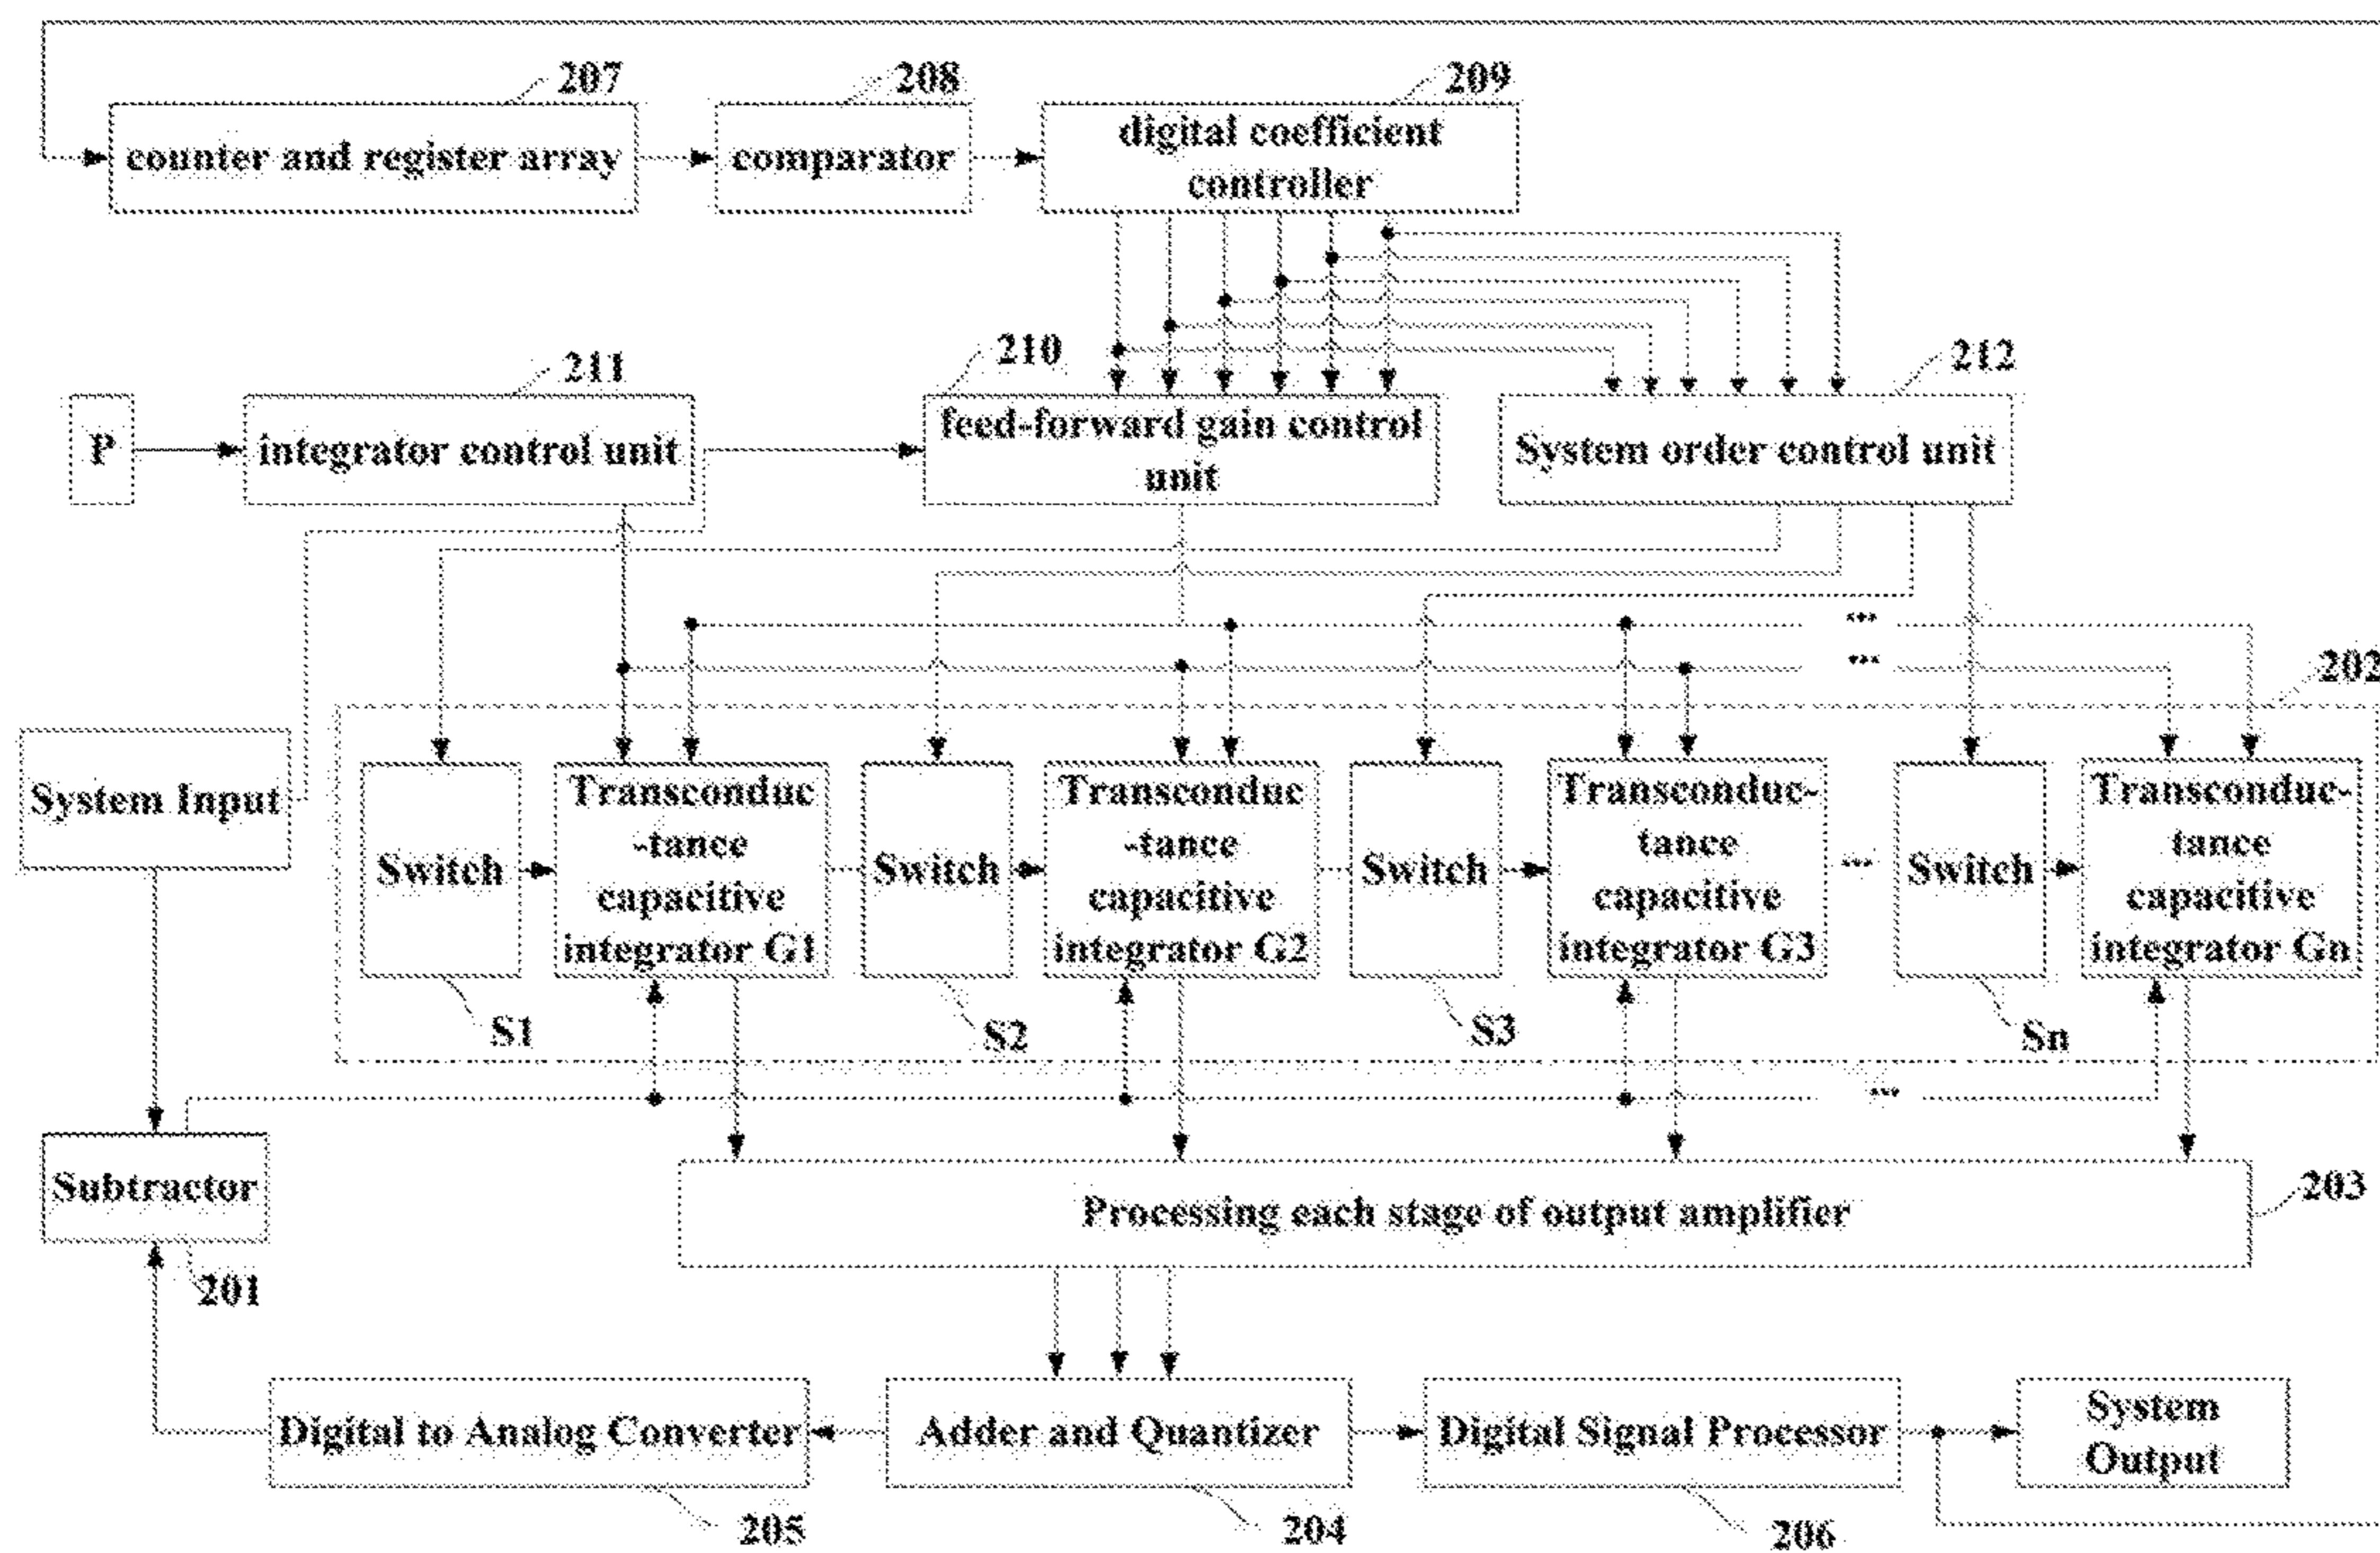 207
208
209
counter and register array
comparator
digital coefficient
controller
211
210
212
P
integrator control unit
feed-forward gain control
unit
System order control unit
...
...
202
System Input
Switch
Transconduc
-tance
capacitive
integrator G1
Switch
Transconduc
-tance
capacitive
integrator G2
Switch
Transconduc-
tance
capacitive
integrator G3
...
Switch
Transconduc-
tance
capacitive
integrator Gn
S1
S2
S3
Sn
...
Subtractor
201
Processing each stage of output amplifier
203
Digital to Analog Converter
Adder and Quantizer
Digital Signal Processor
System
Output
205
204
206